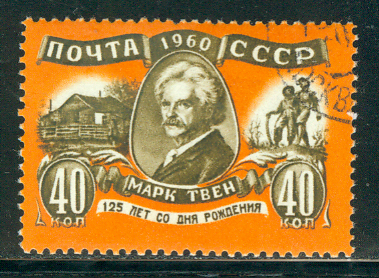 ПОЧТА 1960 СССР
МАРК ТВЕН
40 КОП 40 КОП
125 ЛЕТ СО ДНЯ РОЖДЕНИЯ